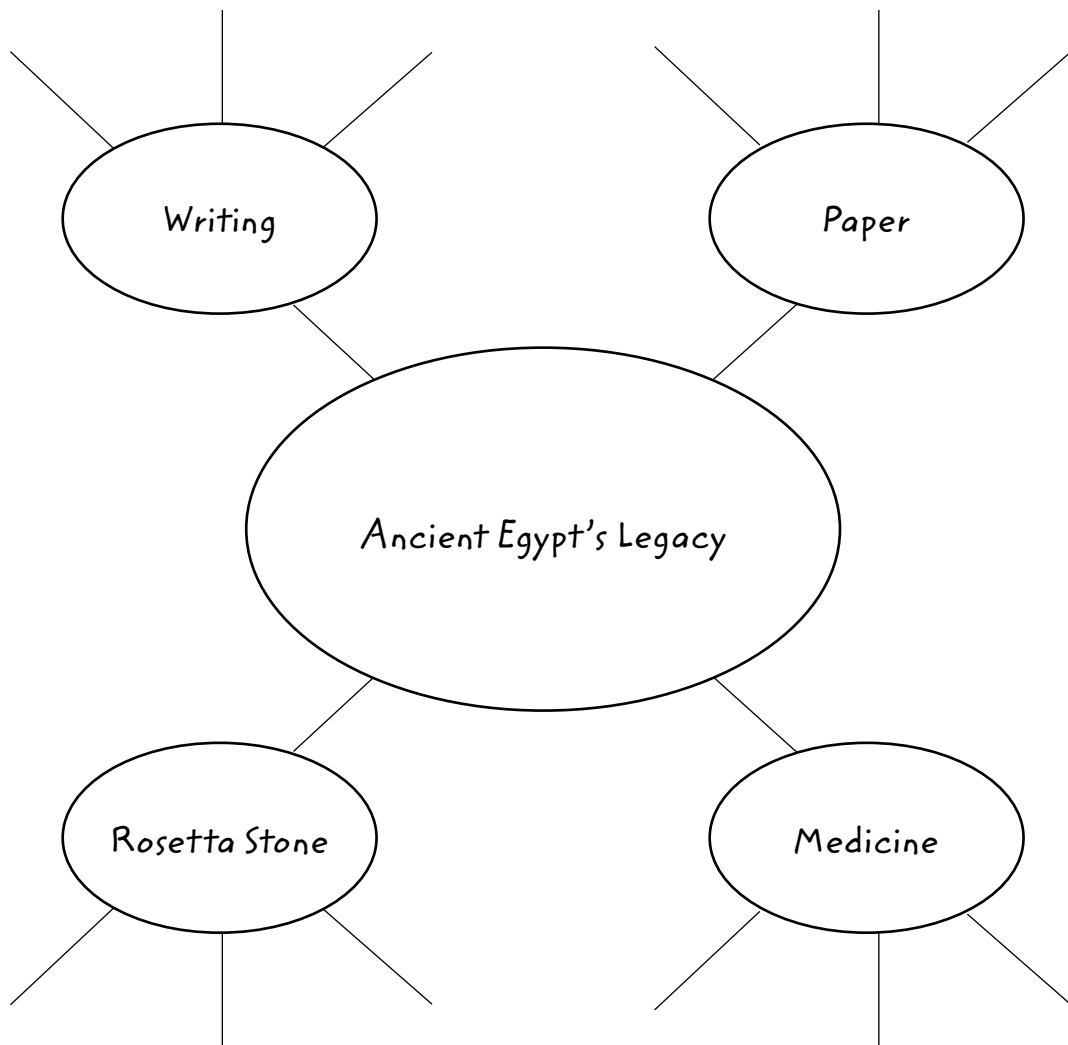 Writing
Paper
Ancient Egypt's Legacy
Rosetta Stone
Medicine